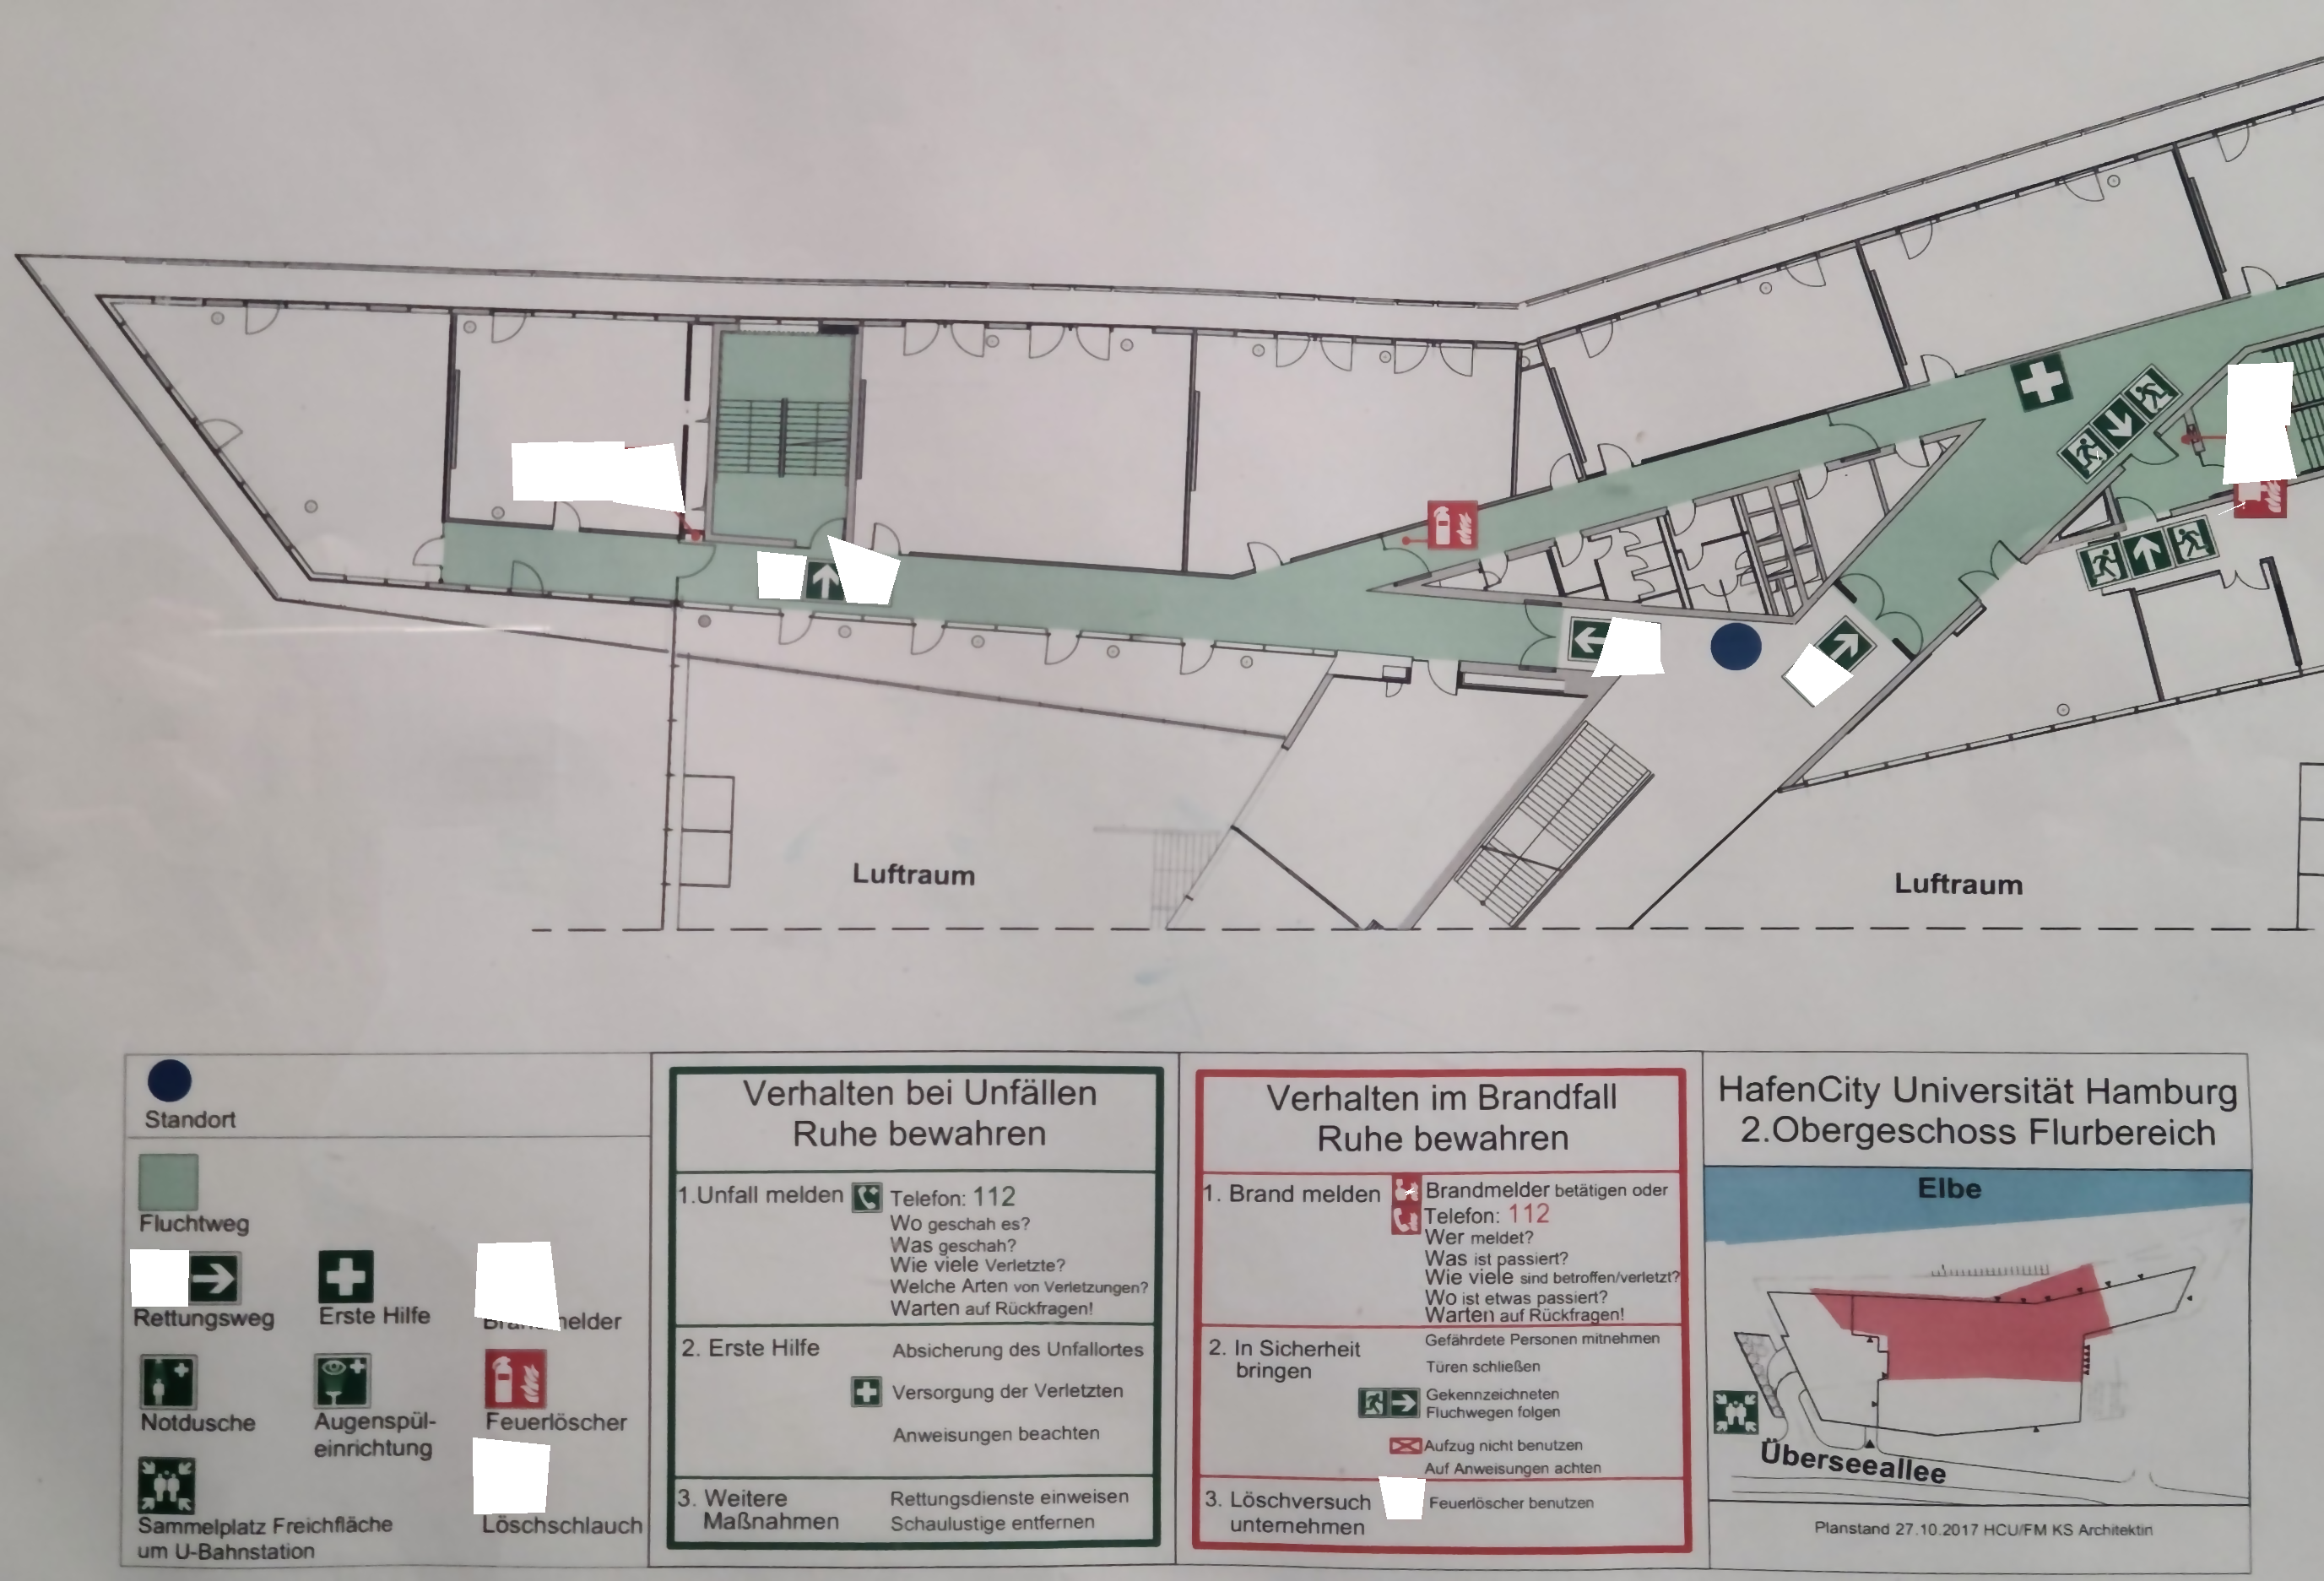 Luftraum
Luftraum
Standort
Fluchtweg
Rettungsweg
Erste Hilfe
Notdusche
Augenspül-
einrichtung
Feuerlöscher
Sammelplatz Freichfläche
um U-Bahnstation
Löschschlauch
Verhalten bei Unfällen
Ruhe bewahren
1.Unfall melden
Telefon: 112
Wo geschah es?
Was geschah?
Wie viele Verletzte?
Welche Arten von Verletzungen?
Warten auf Rückfragen!
2. Erste Hilfe
Absicherung des Unfallortes
Versorgung der Verletzten
Anweisungen beachten
3. Weitere
Maßnahmen
Rettungsdienste einweisen
Schaulustige entfernen
Verhalten im Brandfall
Ruhe bewahren
1. Brand melden
Brandmelder betätigen oder
Telefon: 112
Wer meldet?
Was ist passiert?
Wie viele sind betroffen/verletzt?
Wo ist etwas passiert?
Warten auf Rückfragen!
2. In Sicherheit
bringen
Gefährdete Personen mitnehmen
Türen schließen
Gekennzeichneten
Fluchwegen folgen
Aufzug nicht benutzen
Auf Anweisungen achten
3. Löschversuch
unternehmen
Feuerlöscher benutzen
HafenCity Universität Hamburg
2.Obergeschoss Flurbereich
Elbe
Überseeallee
Planstand 27.10.2017 HCU/FM KS Architektin